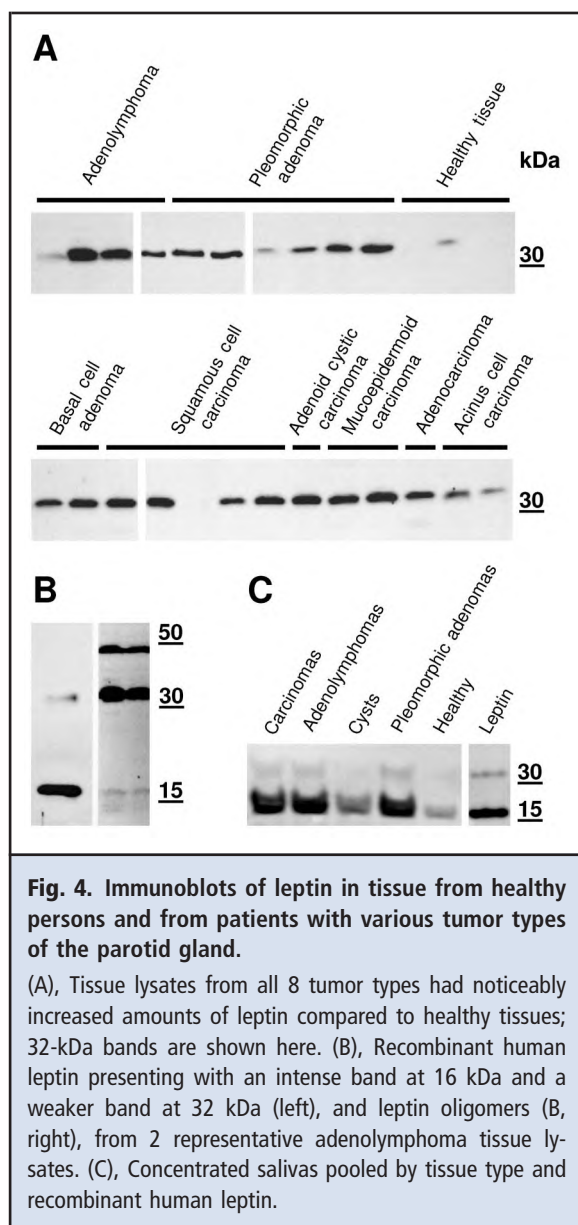 A
Adenolymphoma
Pleomorphic
adenoma
Healthy tissue
kDa
30
Basal cell
adenoma
Squamous cell
carcinoma
Adenoid cystic
carcinoma
Mucoepidermoid
carcinoma
Adenocarcinoma
Acinus cell
carcinoma
30
B
50
30
15
C
Carcinomas
Adenolymphomas
Cysts
Pleomorphic adenomas
Healthy
Leptin
30
15
Fig. 4. Immunoblots of leptin in tissue from healthy
persons and from patients with various tumor types
of the parotid gland.
(A), Tissue lysates from all 8 tumor types had noticeably
increased amounts of leptin compared to healthy tissues;
32-kDa bands are shown here. (B), Recombinant human
leptin presenting with an intense band at 16 kDa and a
weaker band at 32 kDa (left), and leptin oligomers (B,
right), from 2 representative adenolymphoma tissue ly-
sates. (C), Concentrated salivas pooled by tissue type and
recombinant human leptin.